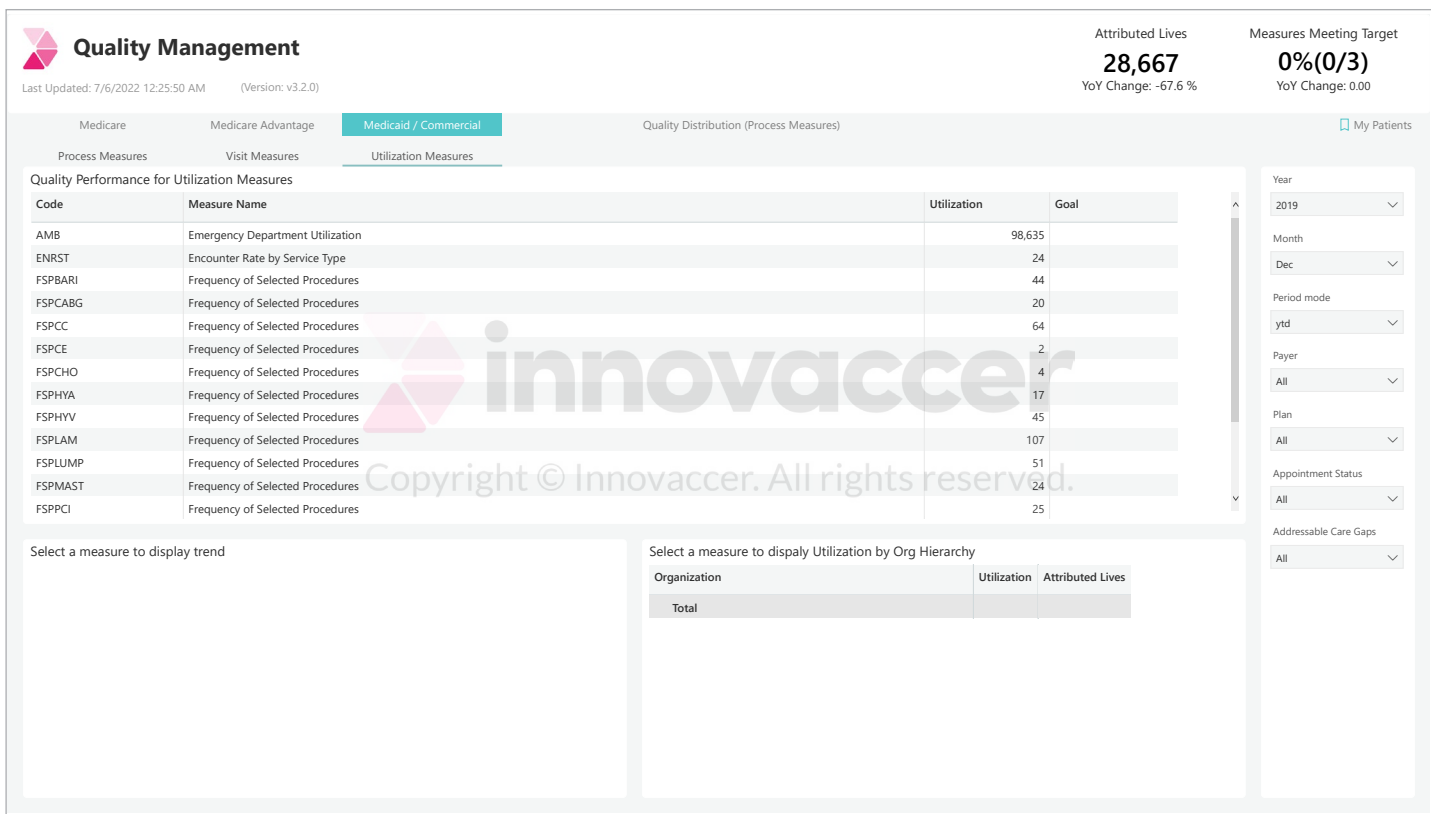 Quality Management
Last Updated: 7/6/2022 12:25:50 AM (Version: v3.2.0)
Attributed Lives
28,667
YoY Change: -67.6 %
Measures Meeting Target
0%(0/3)
YoY Change: 0.00
Medicare Medicare Advantage Medicaid / Commercial Quality Distribution (Process Measures) My Patients
Process Measures Visit Measures Utilization Measures
Quality Performance for Utilization Measures
Code Measure Name Utilization Goal
AMB Emergency Department Utilization 98,635
ENRST Encounter Rate by Service Type 24
FSPBARI Frequency of Selected Procedures 44
FSPCABG Frequency of Selected Procedures 20
FSPCC Frequency of Selected Procedures 64
FSPCE Frequency of Selected Procedures 2
FSPCHO Frequency of Selected Procedures 4
FSPHYA Frequency of Selected Procedures 17
FSPHYV Frequency of Selected Procedures 45
FSPLAM Frequency of Selected Procedures 107
FSPLUMP Frequency of Selected Procedures 51
FSPMAST Frequency of Selected Procedures 24
FSPPCI Frequency of Selected Procedures 25
innovaccer
Copyright © Innovaccer. All rights reserved.
Year
2019
Month
Dec
Period mode
ytd
Payer
All
Plan
All
Appointment Status
All
Addressable Care Gaps
All
Select a measure to display trend
Select a measure to dispaly Utilization by Org Hierarchy
Organization Utilization Attributed Lives
Total